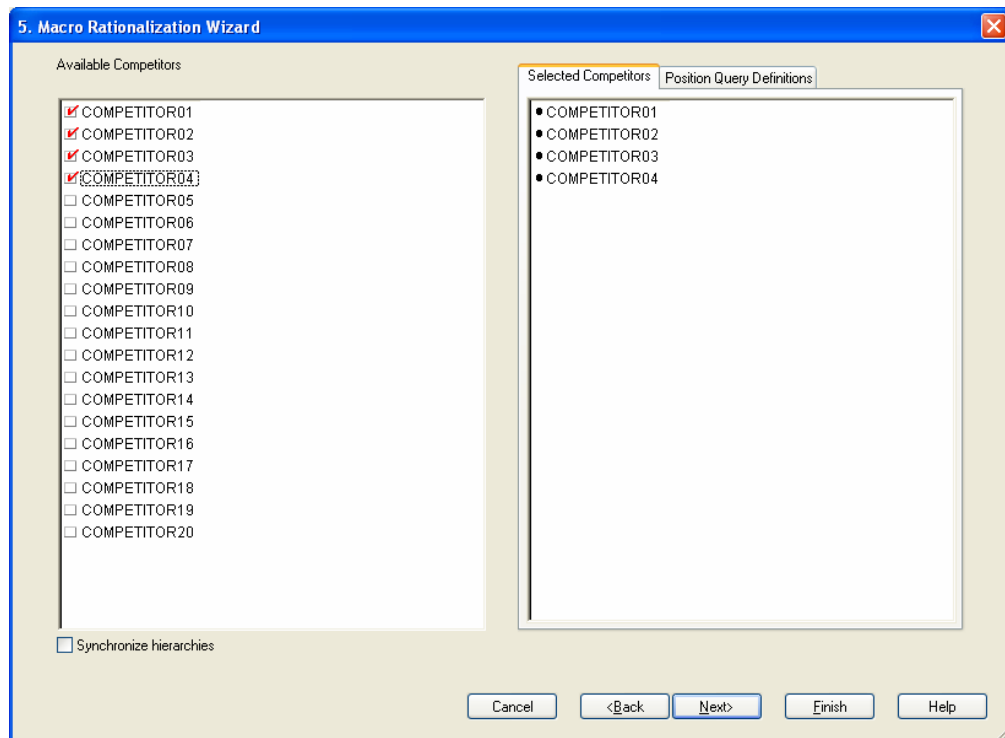 5. Macro Rationalization Wizard
Available Competitors
COMPETITOR01
COMPETITOR02
COMPETITOR03
COMPETITOR04
COMPETITOR05
COMPETITOR06
COMPETITOR07
COMPETITOR08
COMPETITOR09
COMPETITOR10
COMPETITOR11
COMPETITOR12
COMPETITOR13
COMPETITOR14
COMPETITOR15
COMPETITOR16
COMPETITOR17
COMPETITOR18
COMPETITOR19
COMPETITOR20
Synchronize hierarchies
Selected Competitors Position Query Definitions
COMPETITOR01
COMPETITOR02
COMPETITOR03
COMPETITOR04
Cancel <Back Next> Finish Help